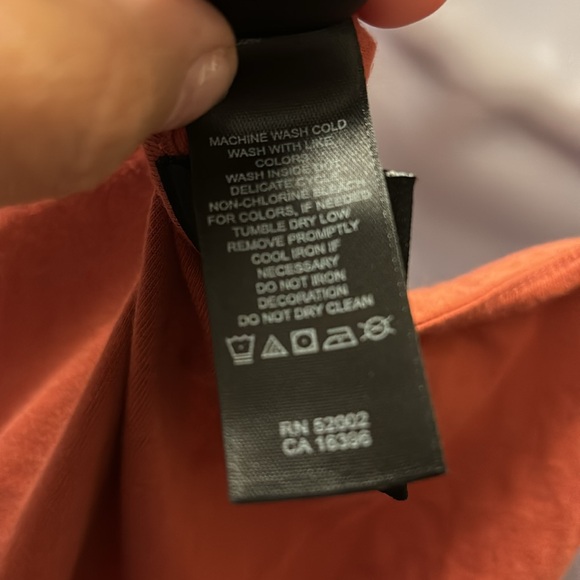 MACHINE WASH COLD
WASH WITH LIKE
COLORS
WASH INSIDE OUT
DELICATE CYCLE
NON-CHLORINE BLEACH
FOR COLORS, IF NEEDED
TUMBLE DRY LOW
REMOVE PROMPTLY
COOL IRON IF
NECESSARY
DO NOT IRON
DECORATION
DO NOT DRY CLEAN
RN 52002
CA 16396